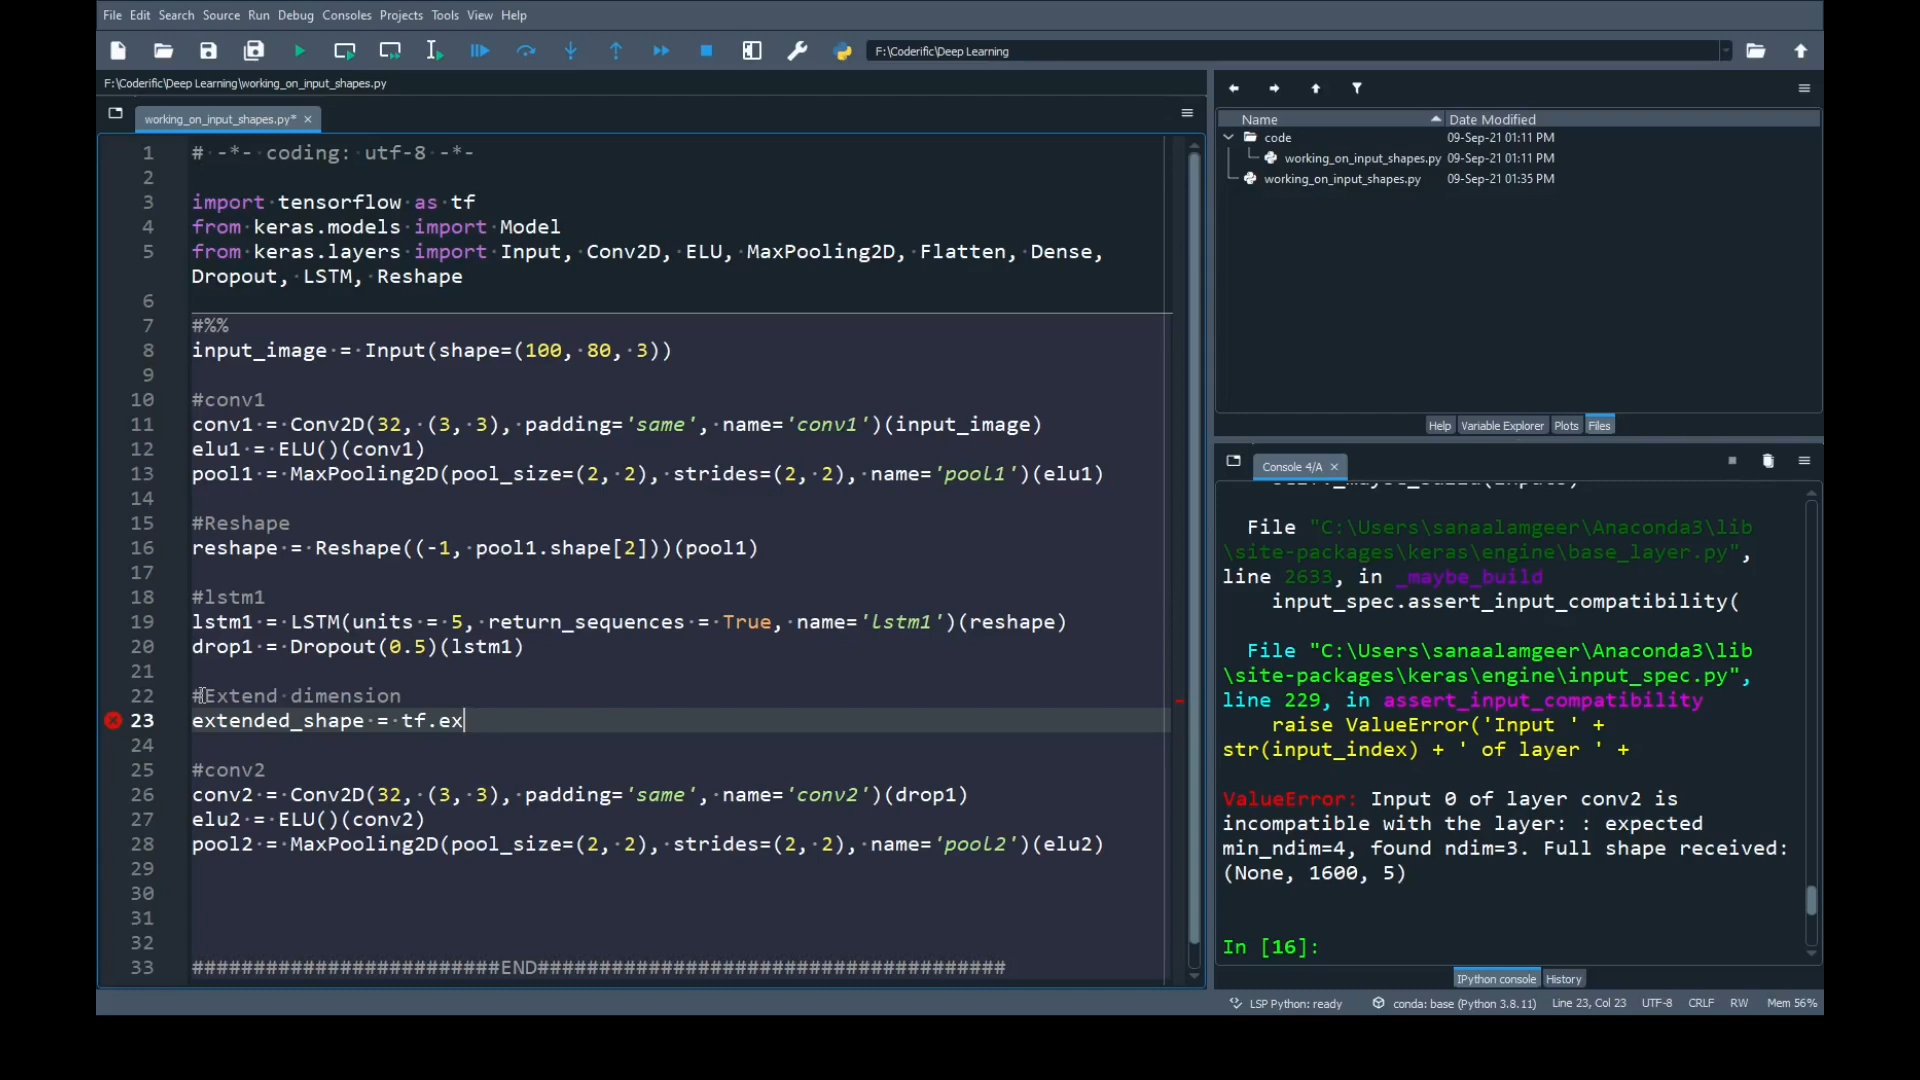 File Edit Search Source Run Debug Consoles Projects Tools View Help
F:\Coderific\Deep Learning
F:\Coderific\Deep Learning\working_on_input_shapes.py
working_on_input_shapes.py*
1 # -*- coding: utf-8 -*-
2
3 import tensorflow as tf
4 from keras.models import Model
5 from keras.layers import Input, Conv2D, ELU, MaxPooling2D, Flatten, Dense,
Dropout, LSTM, Reshape
6
7 #%%
8 input_image = Input(shape=(100, 80, 3))
9
10 #conv1
11 conv1 = Conv2D(32, (3, 3), padding='same', name='conv1')(input_image)
12 elu1 = ELU()(conv1)
13 pool1 = MaxPooling2D(pool_size=(2, 2), strides=(2, 2), name='pool1')(elu1)
14
15 #Reshape
16 reshape = Reshape((-1, pool1.shape[2]))(pool1)
17
18 #lstm1
19 lstm1 = LSTM(units = 5, return_sequences = True, name='lstm1')(reshape)
20 drop1 = Dropout(0.5)(lstm1)
21
22 #Extend dimension
23 extended_shape = tf.ex
24
25 #conv2
26 conv2 = Conv2D(32, (3, 3), padding='same', name='conv2')(drop1)
27 elu2 = ELU()(conv2)
28 pool2 = MaxPooling2D(pool_size=(2, 2), strides=(2, 2), name='pool2')(elu2)
29
30
31
32
33 #########################END######################################
Name Date Modified
code 09-Sep-21 01:11 PM
working_on_input_shapes.py 09-Sep-21 01:11 PM
working_on_input_shapes.py 09-Sep-21 01:35 PM
Help Variable Explorer Plots Files
Console 4/A
File "C:\Users\sanaalamgeer\Anaconda3\lib
\site-packages\keras\engine\base_layer.py",
line 2633, in _maybe_build
input_spec.assert_input_compatibility(
File "C:\Users\sanaalamgeer\Anaconda3\lib
\site-packages\keras\engine\input_spec.py",
line 229, in assert_input_compatibility
raise ValueError('Input ' +
str(input_index) + ' of layer ' +
ValueError: Input 0 of layer conv2 is
incompatible with the layer: : expected
min_ndim=4, found ndim=3. Full shape received:
(None, 1600, 5)
In [16]:
IPython console History
LSP Python: ready conda: base (Python 3.8.11) Line 23, Col 23 UTF-8 CRLF RW Mem 56%